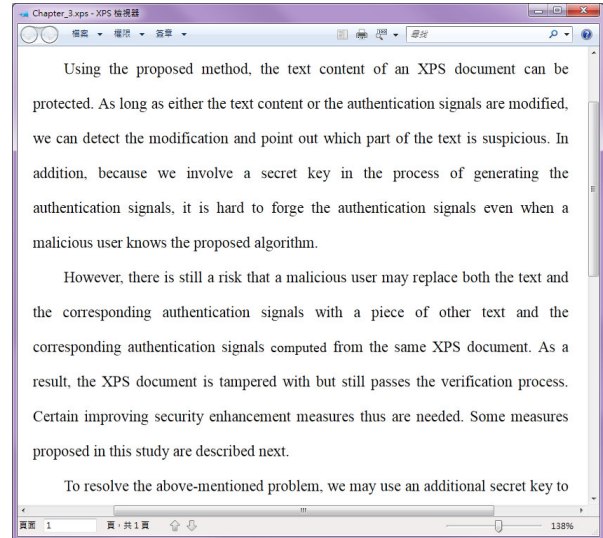 Chapter_3.xps - XPS 檢視器
檔案 權限 簽章 尋找
Using the proposed method, the text content of an XPS document can be
protected. As long as either the text content or the authentication signals are modified,
we can detect the modification and point out which part of the text is suspicious. In
addition, because we involve a secret key in the process of generating the
authentication signals, it is hard to forge the authentication signals even when a
malicious user knows the proposed algorithm.
However, there is still a risk that a malicious user may replace both the text and
the corresponding authentication signals with a piece of other text and the
corresponding authentication signals computed from the same XPS document. As a
result, the XPS document is tampered with but still passes the verification process.
Certain improving security enhancement measures thus are needed. Some measures
proposed in this study are described next.
To resolve the above-mentioned problem, we may use an additional secret key to
頁面 1 頁，共 1 頁 138%